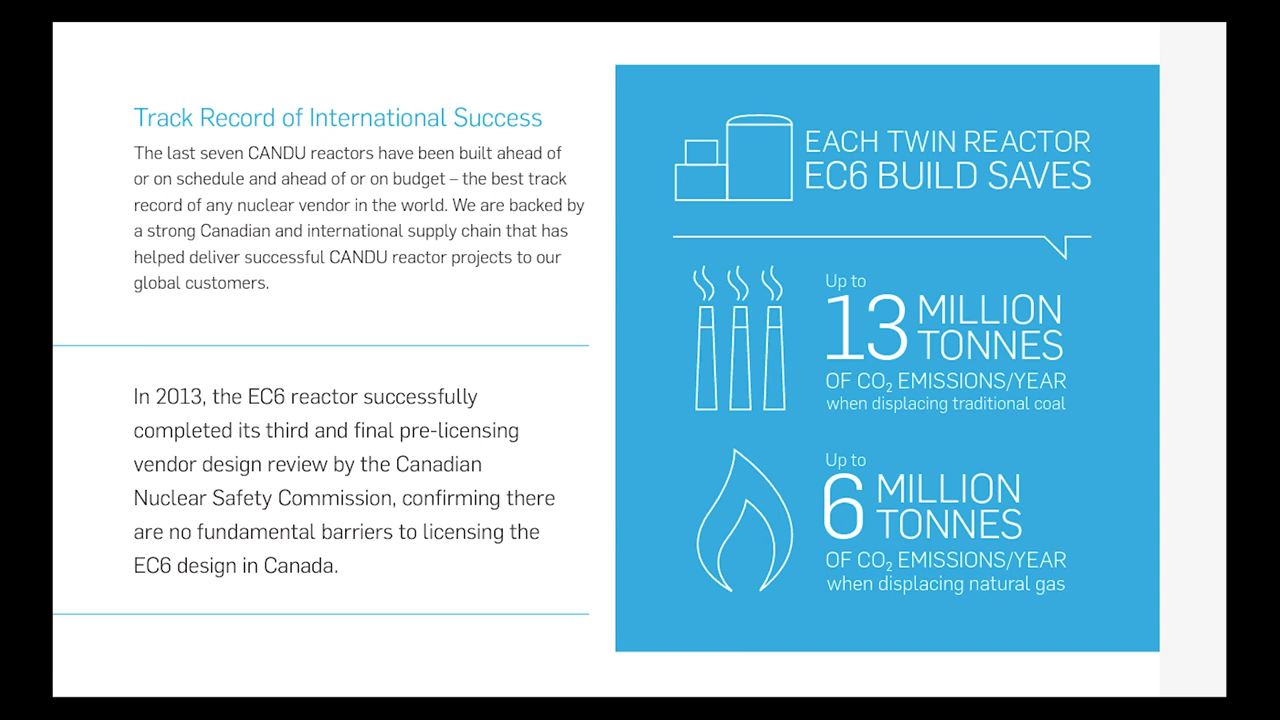 Track Record of International Success
The last seven CANDU reactors have been built ahead of
or on schedule and ahead of or on budget – the best track
record of any nuclear vendor in the world. We are backed by
a strong Canadian and international supply chain that has
helped deliver successful CANDU reactor projects to our
global customers.
In 2013, the EC6 reactor successfully
completed its third and final pre-licensing
vendor design review by the Canadian
Nuclear Safety Commission, confirming there
are no fundamental barriers to licensing the
EC6 design in Canada.
EACH TWIN REACTOR
EC6 BUILD SAVES
Up to
13 MILLION
TONNES
OF CO₂ EMISSIONS/YEAR
when displacing traditional coal
Up to
6 MILLION
TONNES
OF CO₂ EMISSIONS/YEAR
when displacing natural gas